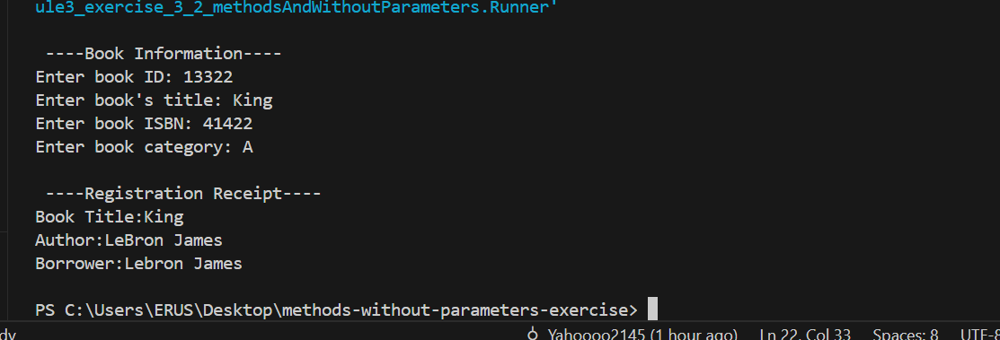 ule3_exercise_3_2_methodsAndWithoutParameters.Runner'
----Book Information----
Enter book ID: 13322
Enter book's title: King
Enter book ISBN: 41422
Enter book category: A
----Registration Receipt----
Book Title:King
Author:LeBron James
Borrower:Lebron James
PS C:\Users\ERUS\Desktop\methods-without-parameters-exercise>
dy Yahoooo2145 (1 hour ago) Ln 22, Col 33 Spaces: 8 UTF-8